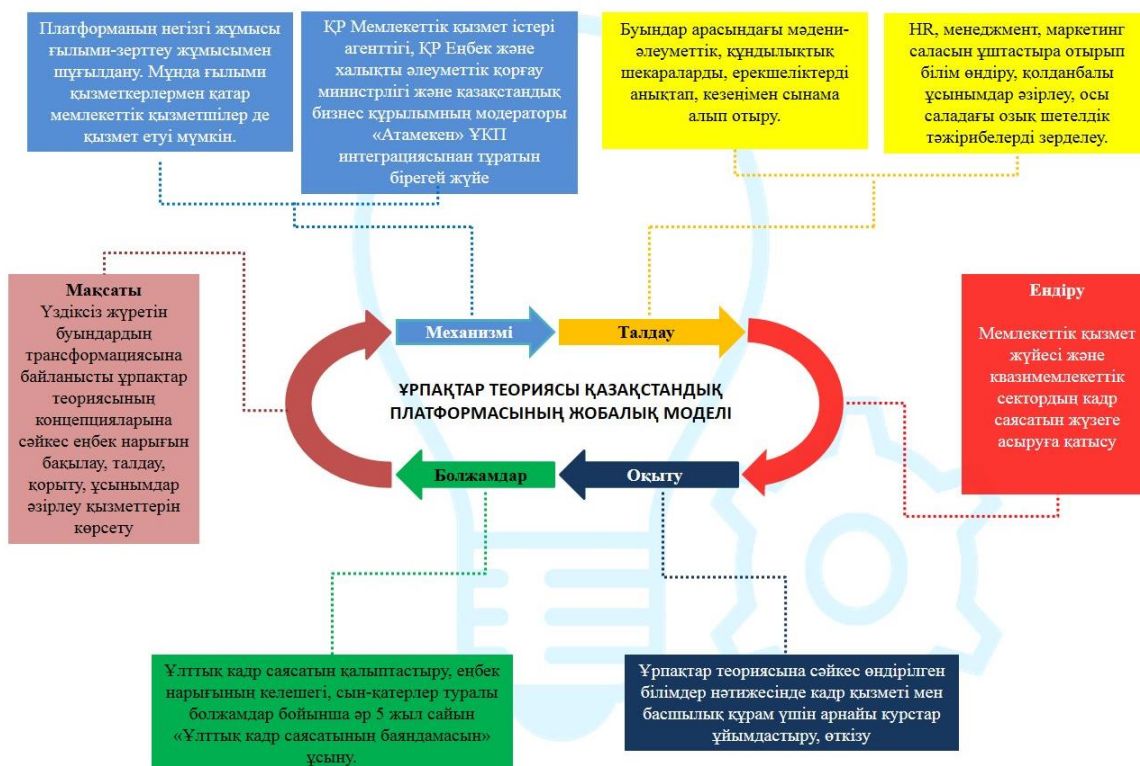 Платформаның негізгі жұмысы
ғылыми-зерттеу жұмысымен
шұғылдану. Мұнда ғылыми
қызметкерлермен қатар
мемлекеттік қызметшілер де
қызмет етуі мүмкін.
ҚР Мемлекеттік қызмет істері
агенттігі, ҚР Еңбек және
халықты әлеуметтік қорғау
министрлігі және қазақстандық
бизнес құрылымның модераторы
«Атамекен» ҰКП
интеграциясынан тұратын
бірегей жүйе
Буындар арасындағы мәдени-
әлеуметтік, құндылықтық
шекараларды, ерекшеліктерді
анықтап, кезеңімен сынама
алып отыру.
HR, менеджмент, маркетинг
саласын ұштастыра отырып
білім өндіру, қолданбалы
ұсынымдар әзірлеу, осы
саладағы озық шетелдік
тәжірибелерді зерделеу.
Мақсаты
Үздіксіз жүретін
буындардың
трансформациясына
байланысты ұрпақтар
теориясының
концепцияларына
сәйкес еңбек нарығын
бақылау, талдау,
қорыту, ұсынымдар
әзірлеу қызметтерін
көрсету
Механизмі
Талдау
ҰРПАҚТАР ТЕОРИЯСЫ ҚАЗАҚСТАНДЫҚ
ПЛАТФОРМАСЫНЫҢ ЖОБАЛЫҚ МОДЕЛІ
Болжамдар
Оқыту
Ендіру
Мемлекеттік қызмет
жүйесі және
квазимемлекеттік
сектордың кадр
саясатын жүзеге
асыруға қатысу
Ұлттық кадр саясатын қалыптастыру, еңбек
нарығының келешегі, сын-қатерлер туралы
болжамдар бойынша әр 5 жыл сайын
«Ұлттық кадр саясатының баяндамасын»
ұсыну.
Ұрпақтар теориясына сәйкес өндірілген
білімдер нәтижесінде кадр қызметі мен
басшылық құрам үшін арнайы курстар
ұйымдастыру, өткізу